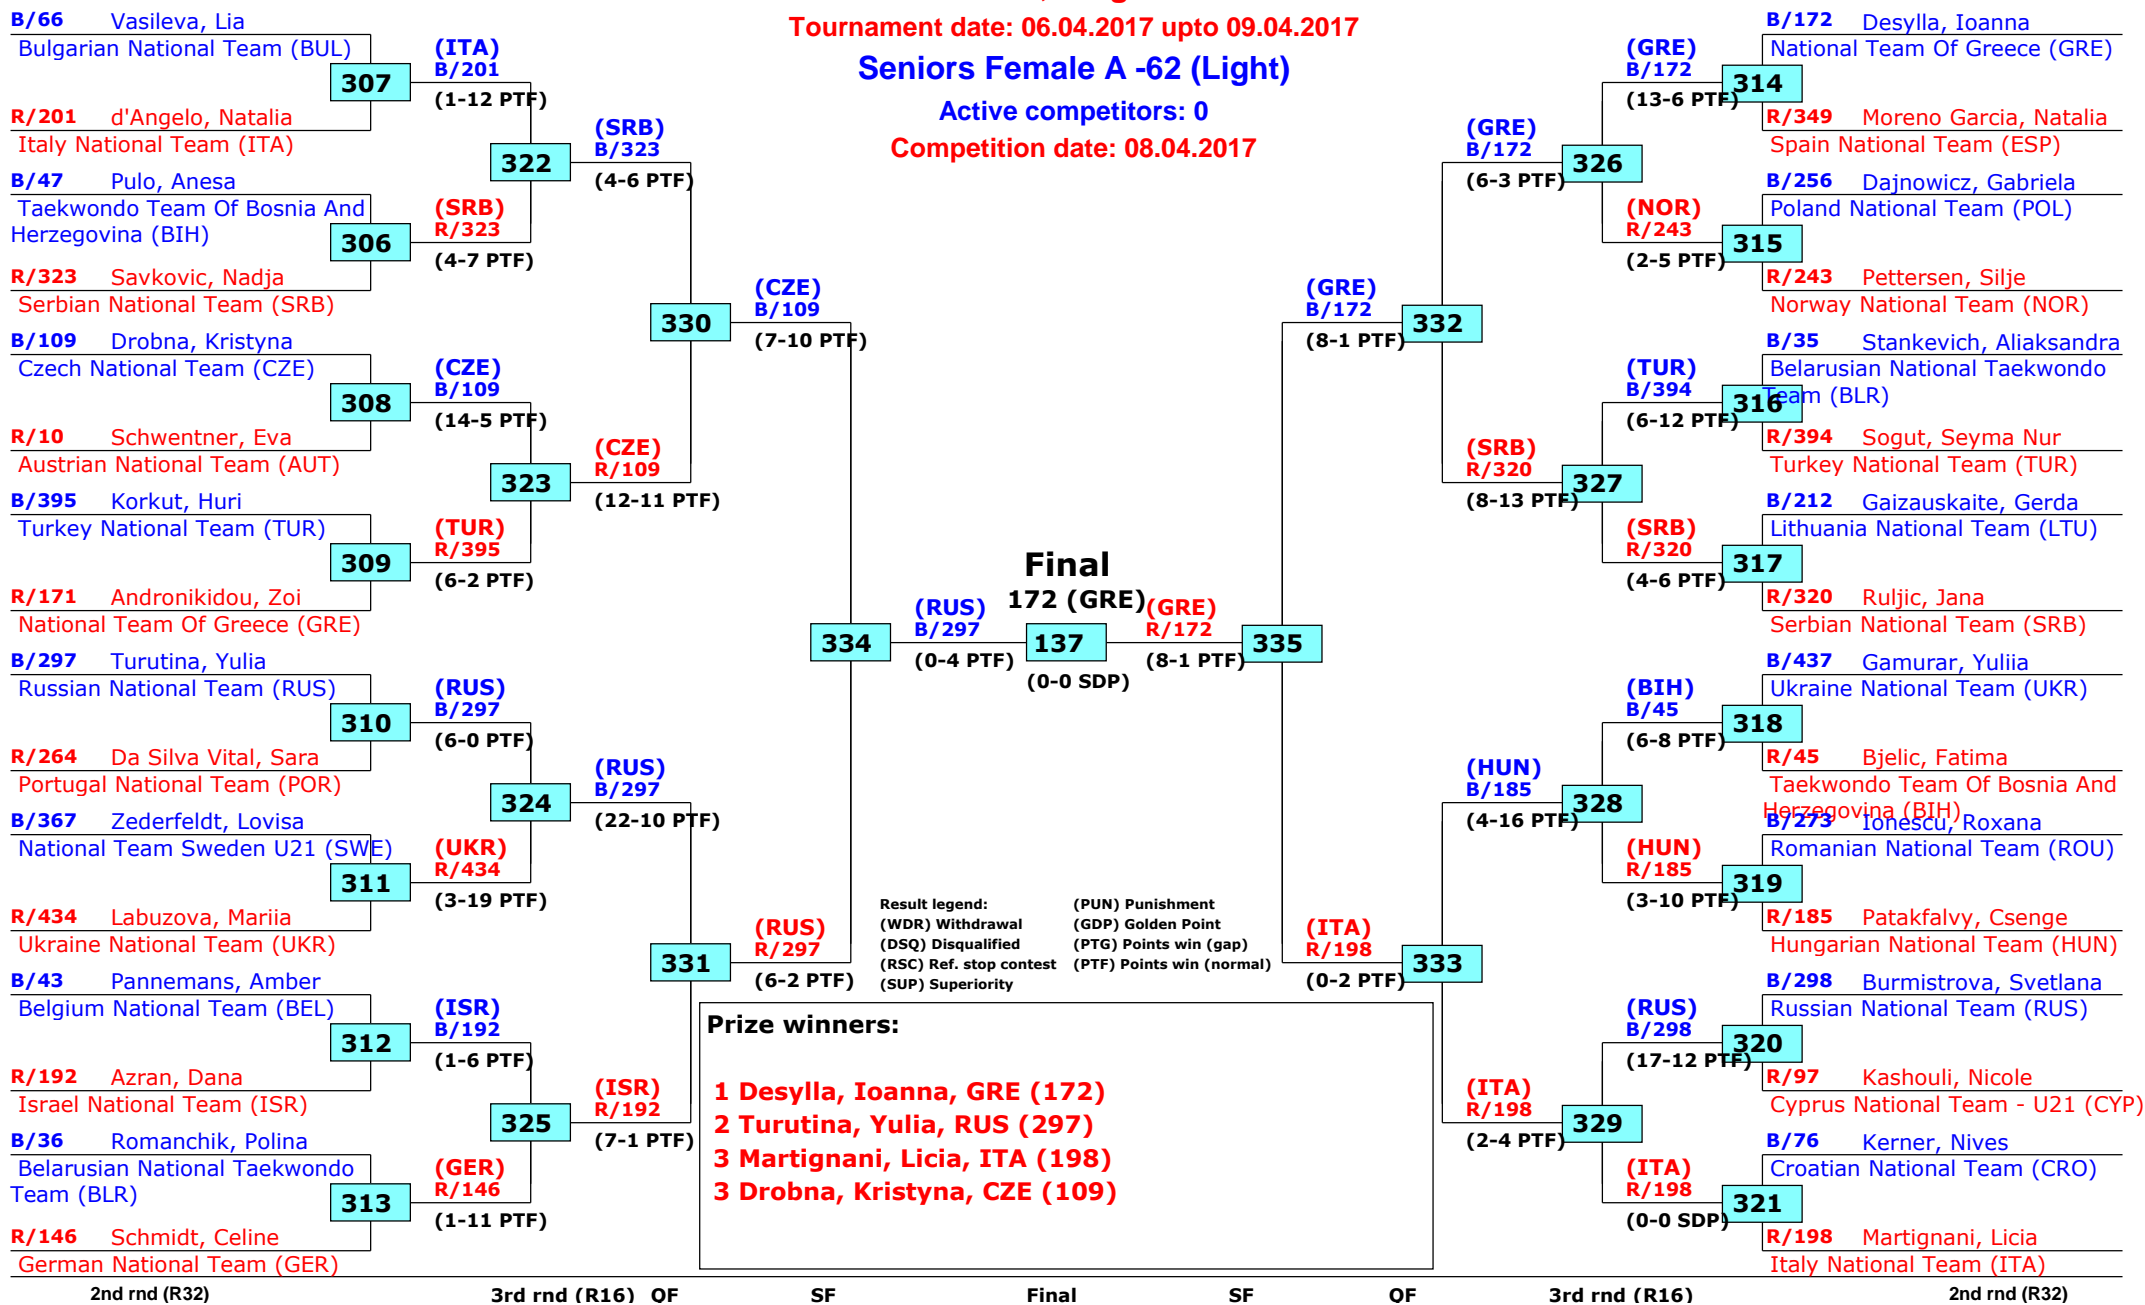 Tournament date: 06.04.2017 upto 09.04.2017
Seniors Female A -62 (Light)
Active competitors: 0
Competition date: 08.04.2017
B/66 Vasileva, Lia
Bulgarian National Team (BUL)
307
R/201 d'Angelo, Natalia
Italy National Team (ITA)
B/47 Pulo, Anesa
Taekwondo Team Of Bosnia And
Herzegovina (BIH)
306
R/323 Savkovic, Nadja
Serbian National Team (SRB)
B/109 Drobna, Kristyna
Czech National Team (CZE)
308
R/10 Schwentner, Eva
Austrian National Team (AUT)
B/395 Korkut, Huri
Turkey National Team (TUR)
309
R/171 Andronikidou, Zoi
National Team Of Greece (GRE)
B/297 Turutina, Yulia
Russian National Team (RUS)
310
R/264 Da Silva Vital, Sara
Portugal National Team (POR)
B/367 Zederfeldt, Lovisa
National Team Sweden U21 (SWE)
311
R/434 Labuzova, Mariia
Ukraine National Team (UKR)
B/43 Pannemans, Amber
Belgium National Team (BEL)
312
R/192 Azran, Dana
Israel National Team (ISR)
B/36 Romanchik, Polina
Belarusian National Taekwondo
Team (BLR)
313
R/146 Schmidt, Celine
German National Team (GER)
(ITA)
B/201
(1-12 PTF)
322
(SRB)
R/323
(4-7 PTF)
(CZE)
B/109
(14-5 PTF)
323
(TUR)
R/395
(6-2 PTF)
(RUS)
B/297
(6-0 PTF)
324
(UKR)
R/434
(3-19 PTF)
(ISR)
B/192
(1-6 PTF)
325
(GER)
R/146
(1-11 PTF)
(SRB)
B/323
(4-6 PTF)
330
(CZE)
R/109
(12-11 PTF)
(RUS)
B/297
(22-10 PTF)
331
(ISR)
R/192
(7-1 PTF)
(CZE)
B/109
(7-10 PTF)
334
(RUS)
R/297
(6-2 PTF)
(RUS)
B/297
(0-4 PTF)
Final
172 (GRE)
137
(0-0 SDP)
(GRE)
R/172
(8-1 PTF)
335
(GRE)
B/172
(8-1 PTF)
332
(ITA)
R/198
(0-2 PTF)
333
(GRE)
B/172
(6-3 PTF)
326
(SRB)
R/320
(8-13 PTF)
327
(HUN)
B/185
(4-16 PTF)
328
(ITA)
R/198
(2-4 PTF)
329
(GRE)
B/172
(13-6 PTF)
314
(NOR)
R/243
(2-5 PTF)
315
(TUR)
B/394
(6-12 PTF)
316
(SRB)
R/320
(4-6 PTF)
317
(BIH)
B/45
(6-8 PTF)
318
(HUN)
R/185
(3-10 PTF)
319
(RUS)
B/298
(17-12 PTF)
320
(ITA)
R/198
(0-0 SDP)
321
B/172 Desylla, Ioanna
National Team Of Greece (GRE)
R/349 Moreno Garcia, Natalia
Spain National Team (ESP)
B/256 Dajnowicz, Gabriela
Poland National Team (POL)
R/243 Pettersen, Silje
Norway National Team (NOR)
B/35 Stankevich, Aliaksandra
Belarusian National Taekwondo
Team (BLR)
R/394 Sogut, Seyma Nur
Turkey National Team (TUR)
B/212 Gaizauskaite, Gerda
Lithuania National Team (LTU)
R/320 Ruljic, Jana
Serbian National Team (SRB)
B/437 Gamurar, Yuliia
Ukraine National Team (UKR)
R/45 Bjelic, Fatima
Taekwondo Team Of Bosnia And
Herzegovina (BIH)
B/273 Ionescu, Roxana
Romanian National Team (ROU)
R/185 Patakfalvy, Csenge
Hungarian National Team (HUN)
B/298 Burmistrova, Svetlana
Russian National Team (RUS)
R/97 Kashouli, Nicole
Cyprus National Team - U21 (CYP)
B/76 Kerner, Nives
Croatian National Team (CRO)
R/198 Martignani, Licia
Italy National Team (ITA)
Result legend: (PUN) Punishment
(WDR) Withdrawal (GDP) Golden Point
(DSQ) Disqualified (PTG) Points win (gap)
(RSC) Ref. stop contest (PTF) Points win (normal)
(SUP) Superiority
Prize winners:
1 Desylla, Ioanna, GRE (172)
2 Turutina, Yulia, RUS (297)
3 Martignani, Licia, ITA (198)
3 Drobna, Kristyna, CZE (109)
2nd rnd (R32) 3rd rnd (R16) QF SF Final SF QF 3rd rnd (R16) 2nd rnd (R32)